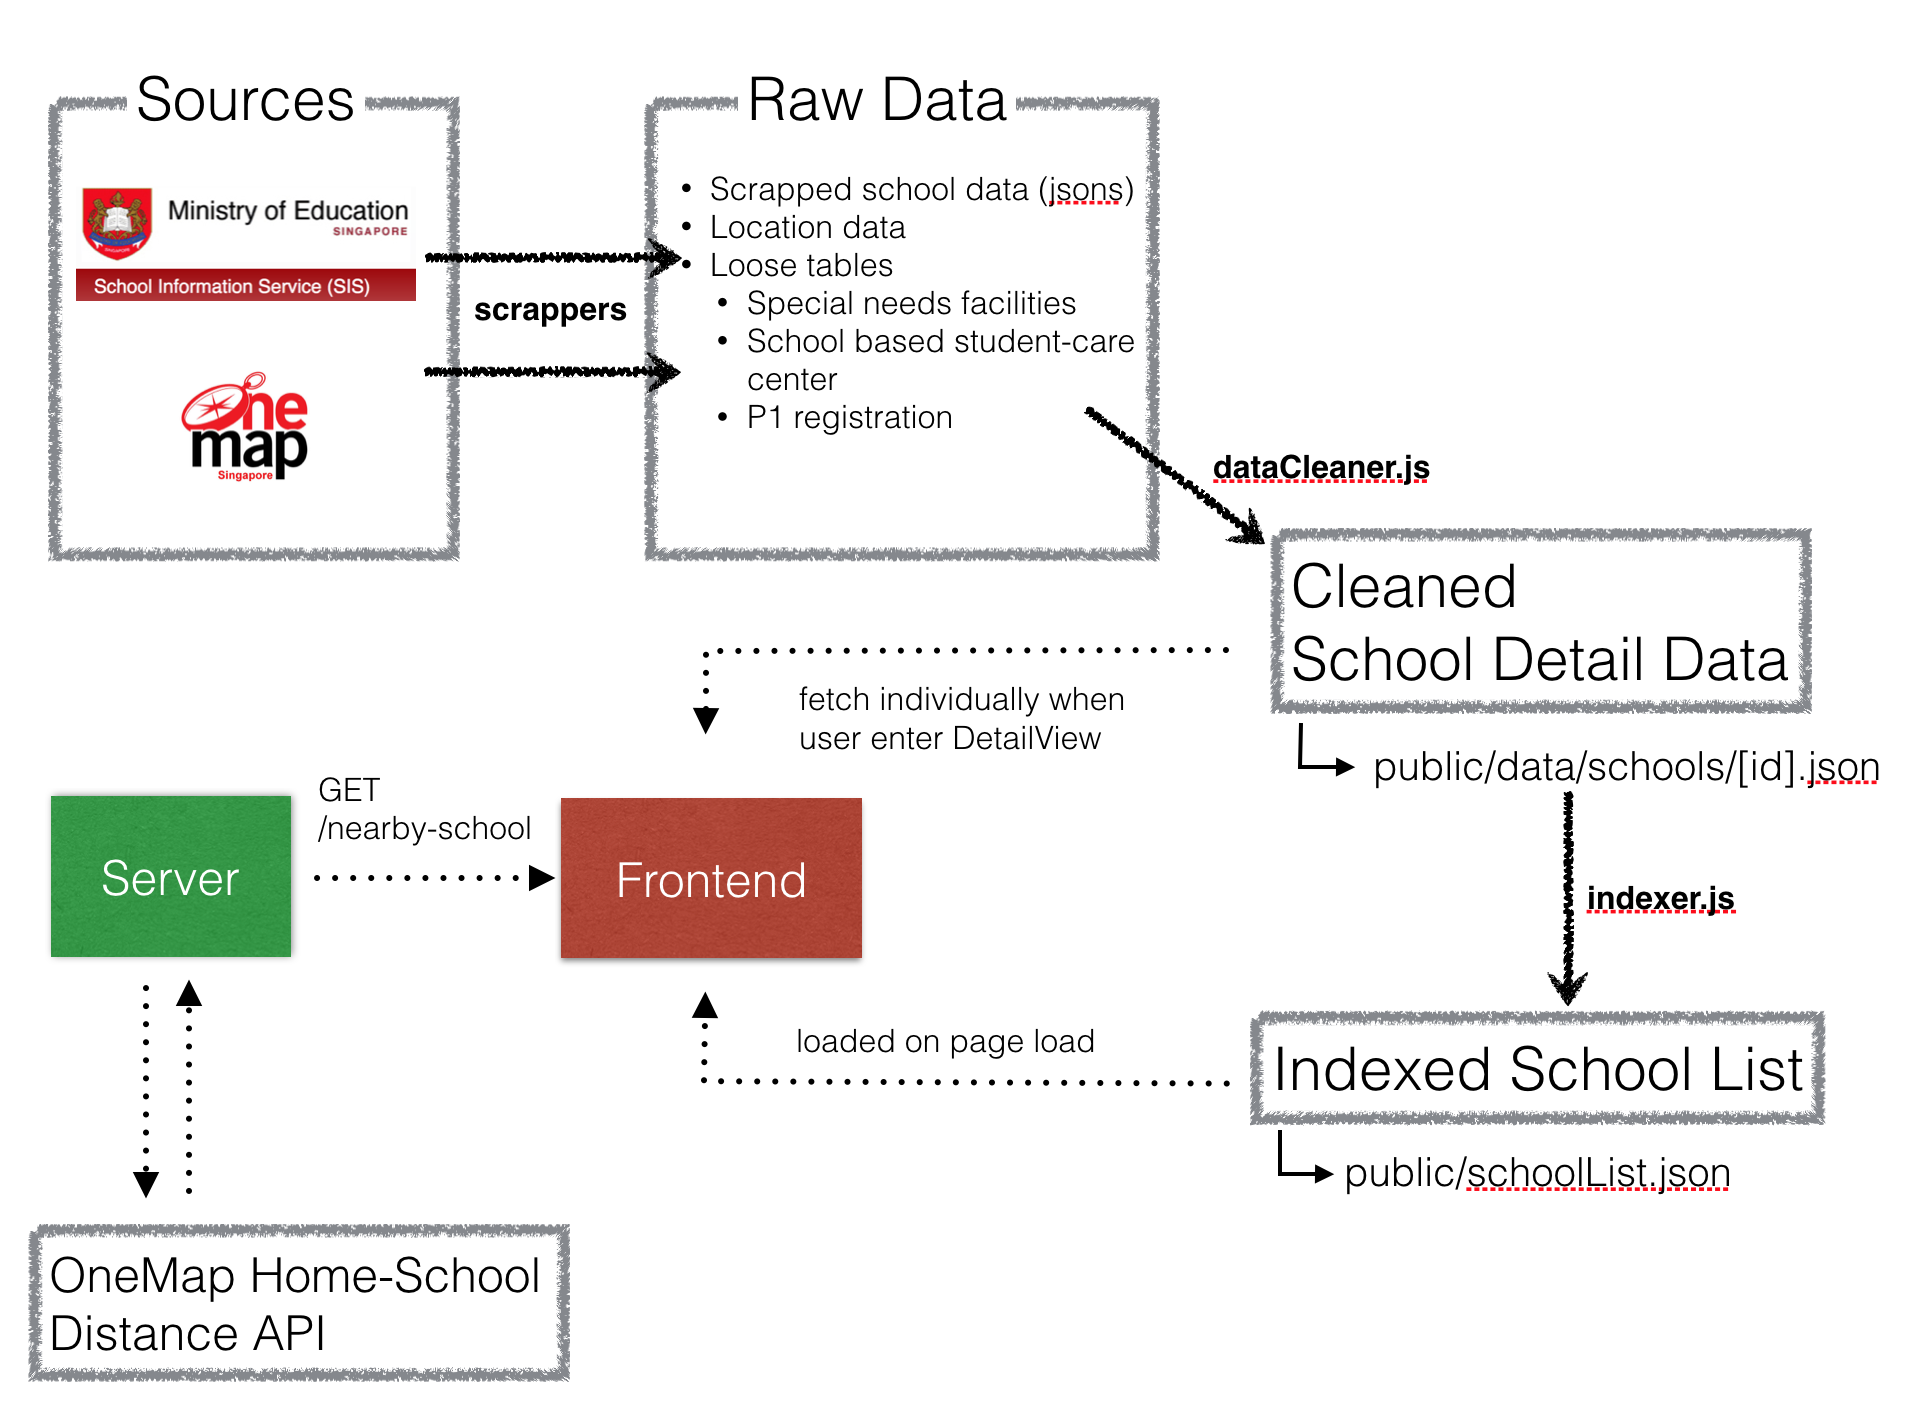 Sources
Ministry of Education
SINGAPORE
School Information Service (SIS)
One
map
Singapore
scrappers
Raw Data
• Scrapped school data (jsons)
• Location data
• Loose tables
• Special needs facilities
• School based student-care
center
• P1 registration
dataCleaner.js
Cleaned
School Detail Data
public/data/schools/[id].json
fetch individually when
user enter DetailView
GET
/nearby-school
Server
Frontend
indexer.js
loaded on page load
Indexed School List
public/schoolList.json
OneMap Home-School
Distance API